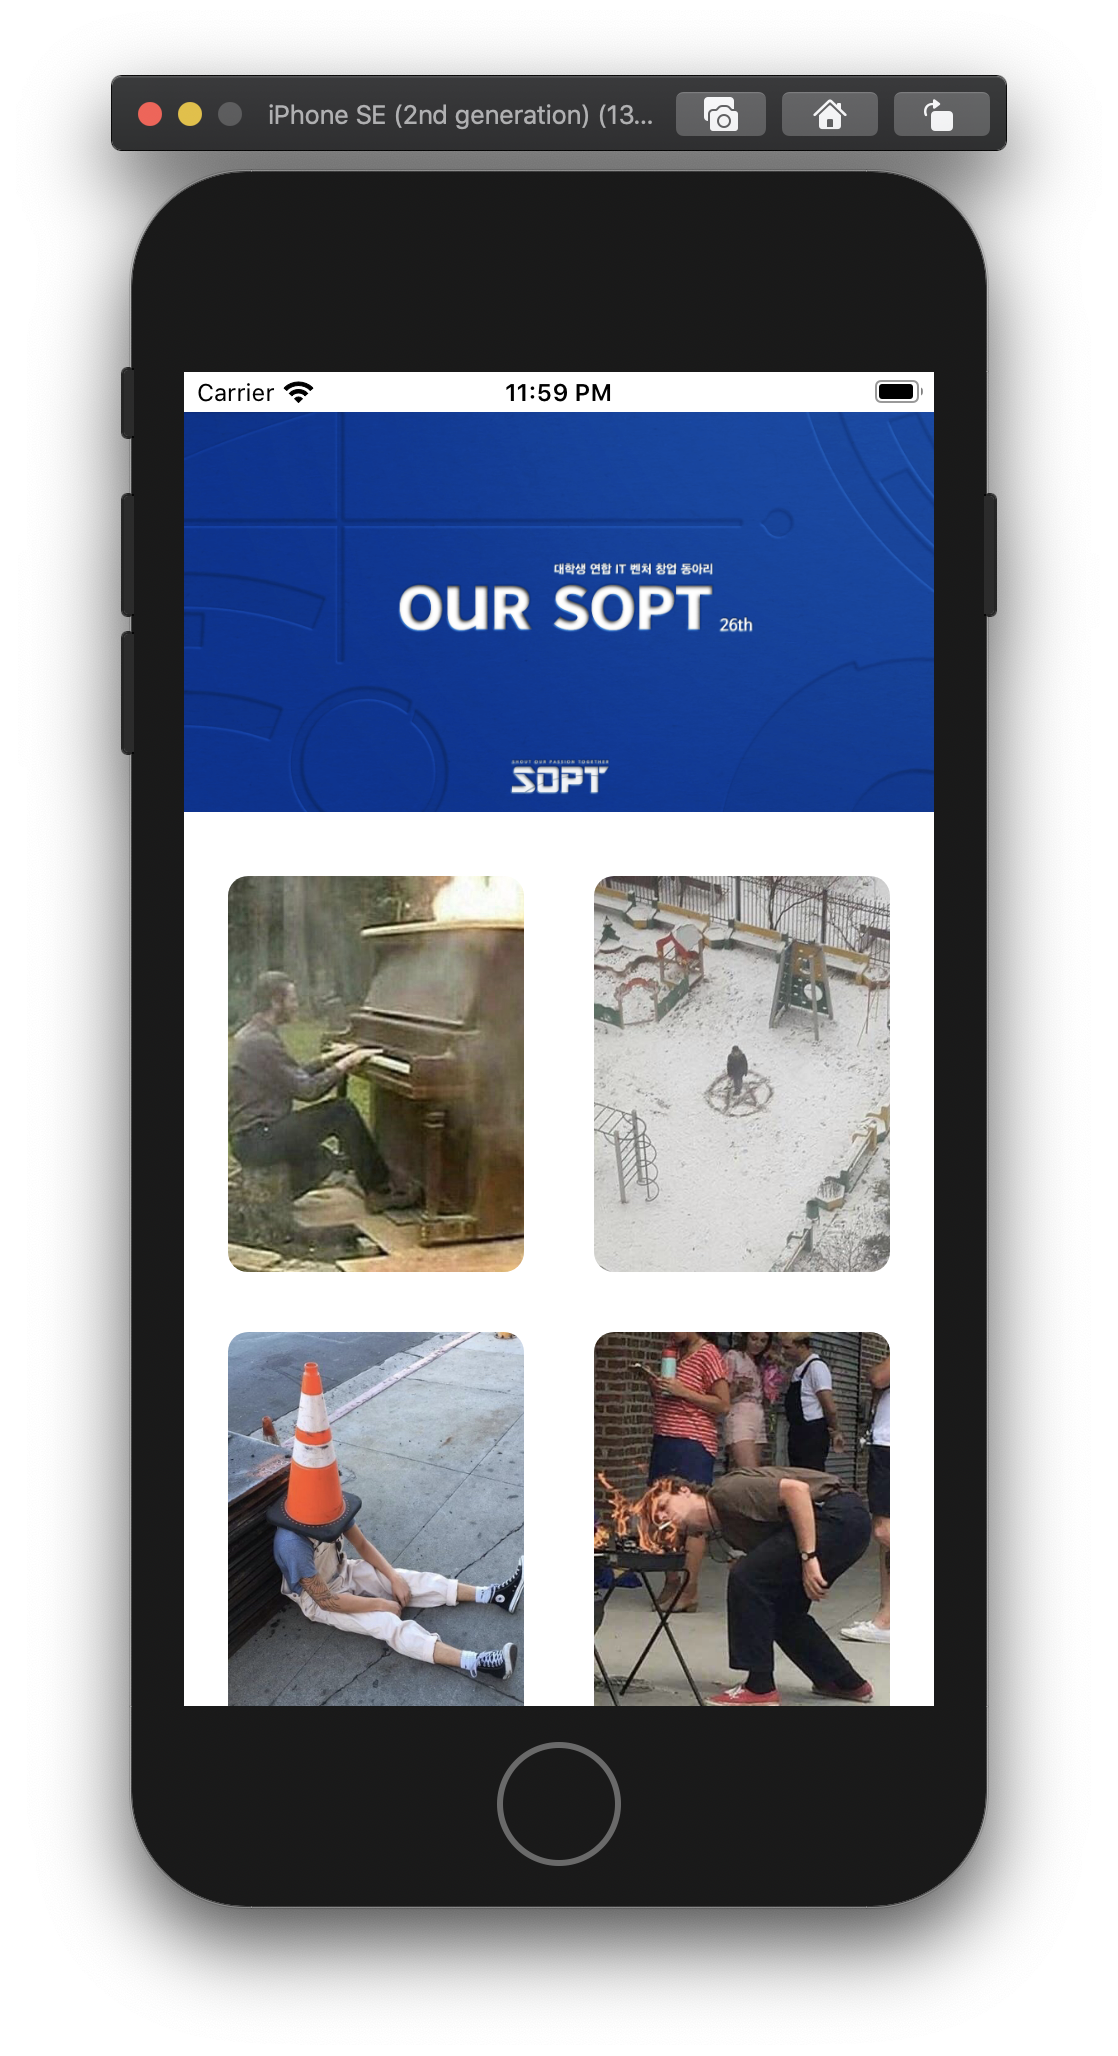 iPhone SE (2nd generation) (13...
Carrier
11:59 PM
대학생 연합 IT 벤처 창업 동아리
OUR SOPT 26th
SHOUT OUR PASSION TOGETHER
SOPT